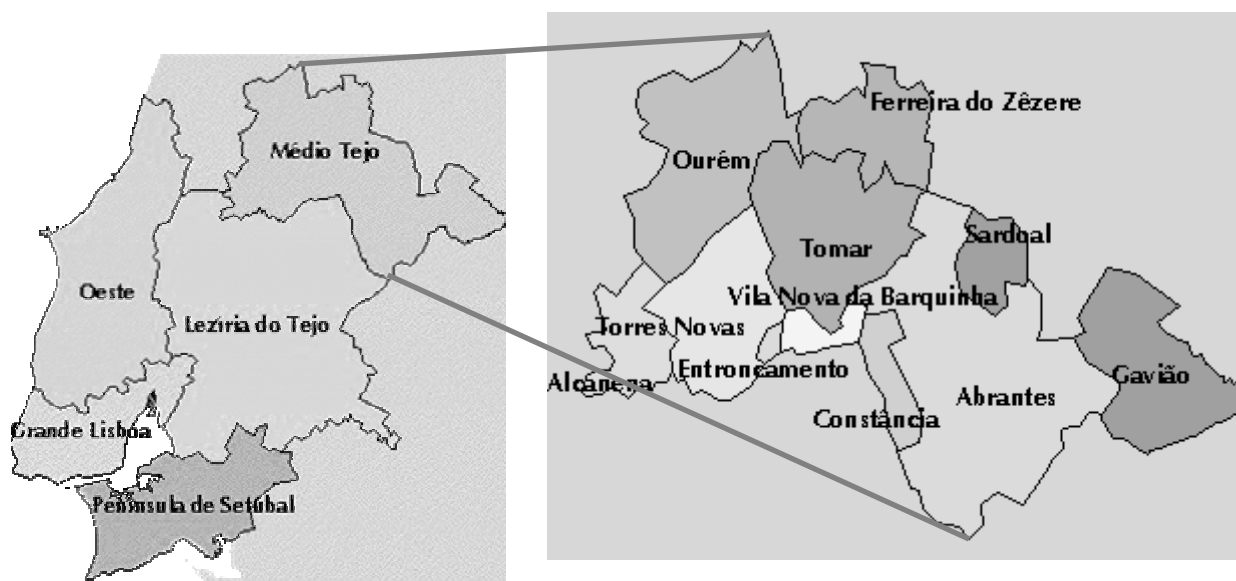 Médio Tejo
Oeste
Lezíria do Tejo
Grande Lisboa
Península de Setúbal
Ferreira do Zêzere
Ourém
Sardoal
Tomar
Vila Nova da Barquinha
Torres Novas
Entroncamento
Alcanena
Gavião
Abrantes
Constância